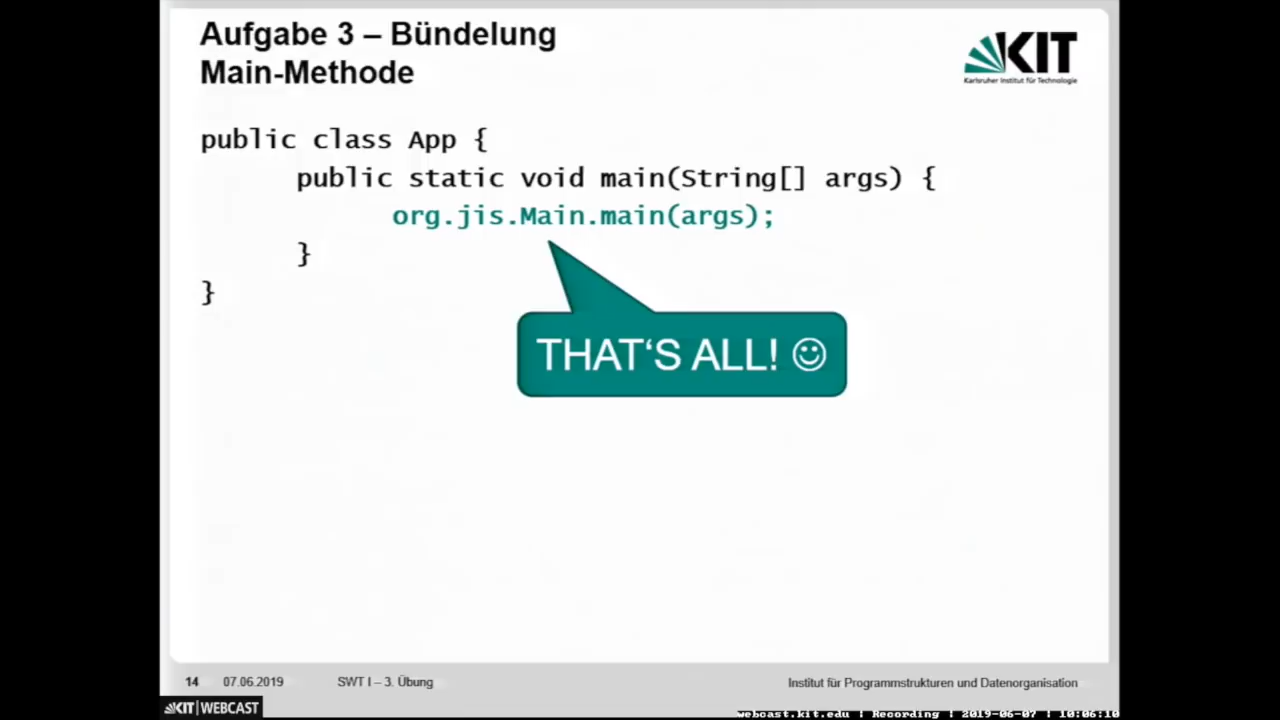 Aufgabe 3 – Bündelung
Main-Methode
KIT
Karlsruher Institut für Technologie
public class App {
public static void main(String[] args) {
org.jis.Main.main(args);
}
}
THAT‘S ALL! ☺
14 07.06.2019 SWT I – 3. Übung Institut für Programmstrukturen und Datenorganisation
KIT | WEBCAST
webcast.kit.edu | Recording | 2019-06-07 | 10:06:10